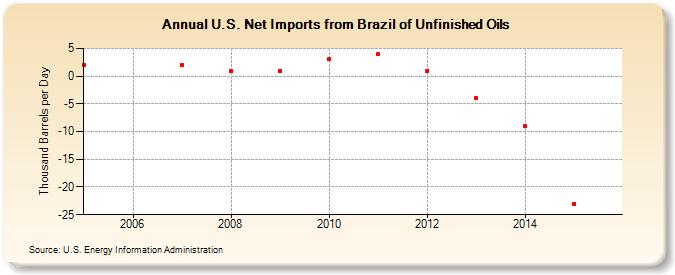 Annual U.S. Net Imports from Brazil of Unfinished Oils
Thousand Barrels per Day
5
0
-5
-10
-15
-20
-25
2006 2008 2010 2012 2014
Source: U.S. Energy Information Administration